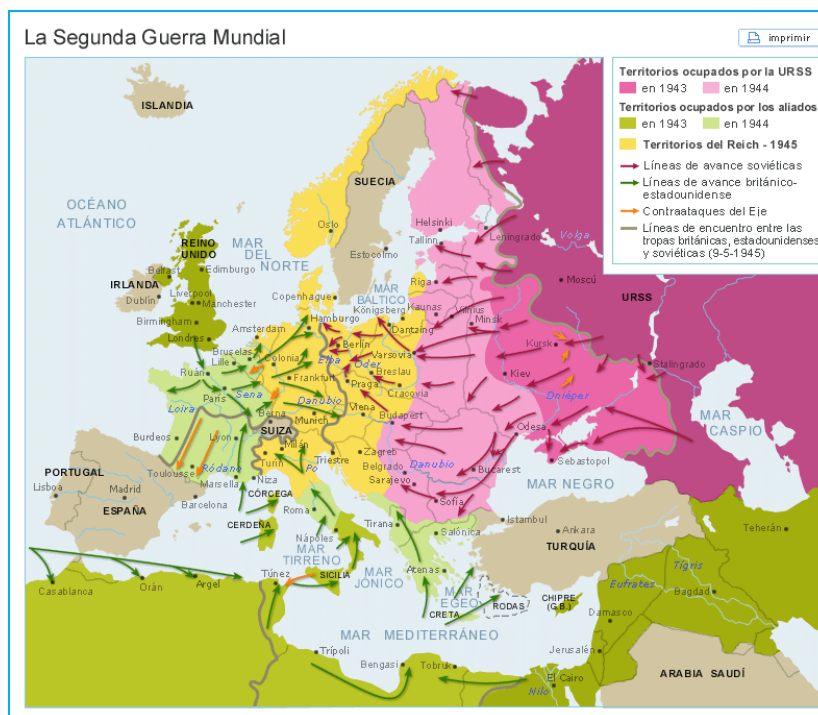 La Segunda Guerra Mundial
imprimir
Territorios ocupados por la URSS
en 1943 en 1944
Territorios ocupados por los aliados
en 1943 en 1944
Territorios del Reich - 1945
Líneas de avance soviéticas
Líneas de avance británico-
estadounidense
Contraataques del Eje
Líneas de encuentro entre las
tropas británicas, estadounidenses
y soviéticas (9-5-1945)
ISLANDIA
OCÉANO
ATLÁNTICO
SUECIA
Oslo
Estocolmo
Helsinki
Tallinn
Leningrado
Volga
Moscú
URSS
REINO
UNIDO
MAR
DEL
NORTE
Belfast
Edimburgo
IRLANDA
Dublín
Liverpool
Manchester
Birmingham
Londres
Copenhague
MAR
BÁLTICO
Riga
Königsberg
Kaunas
Vilnius
Minsk
Dantzing
Hamburgo
Amsterdam
Berlín
Bruselas
Lille
Colonia
Elba
Oder
Varsovia
Kursk
Stalingrado
Ruán
Frankfurt
Breslau
Praga
Cracovia
Kiev
Dniéper
París
Sena
Danubio
Loira
Berna
Munich
Viena
Budapest
Odesa
MAR
CASPIO
SUIZA
Burdeos
Lyon
Milán
Turín
Po
Triestre
Zagreb
Belgrado
Danubio
Sebastopol
Toulousse
Ródano
Sarajevo
Bucarest
PORTUGAL
Lisboa
Madrid
ESPAÑA
Marsella
Niza
Barcelona
CÓRCEGA
Roma
Sofía
MAR NEGRO
CERDEÑA
Nápoles
Tirana
Salónica
Istambul
Ankara
TURQUÍA
Teherán
MAR
TIRRENO
MAR
JÓNICO
Atenas
MAR
EGEO
Tigris
Eufrates
Bagdad
Casablanca
Orán
Argel
Túnez
SICILIA
CRETA
RODAS
CHIPRE
(G.B.)
Damasco
MAR MEDITERRÁNEO
Trípoli
Bengasi
Tobruk
Jerusalén
El Cairo
Nilo
ARABIA SAUDÍ